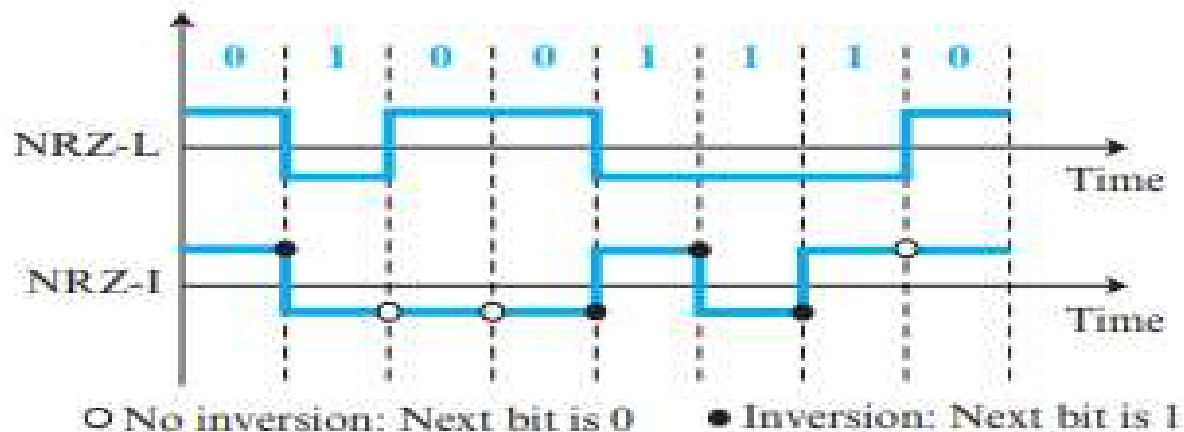 0 1 0 0 1 1 1 0
NRZ-L
Time
NRZ-I
Time
No inversion: Next bit is 0 Inversion: Next bit is 1